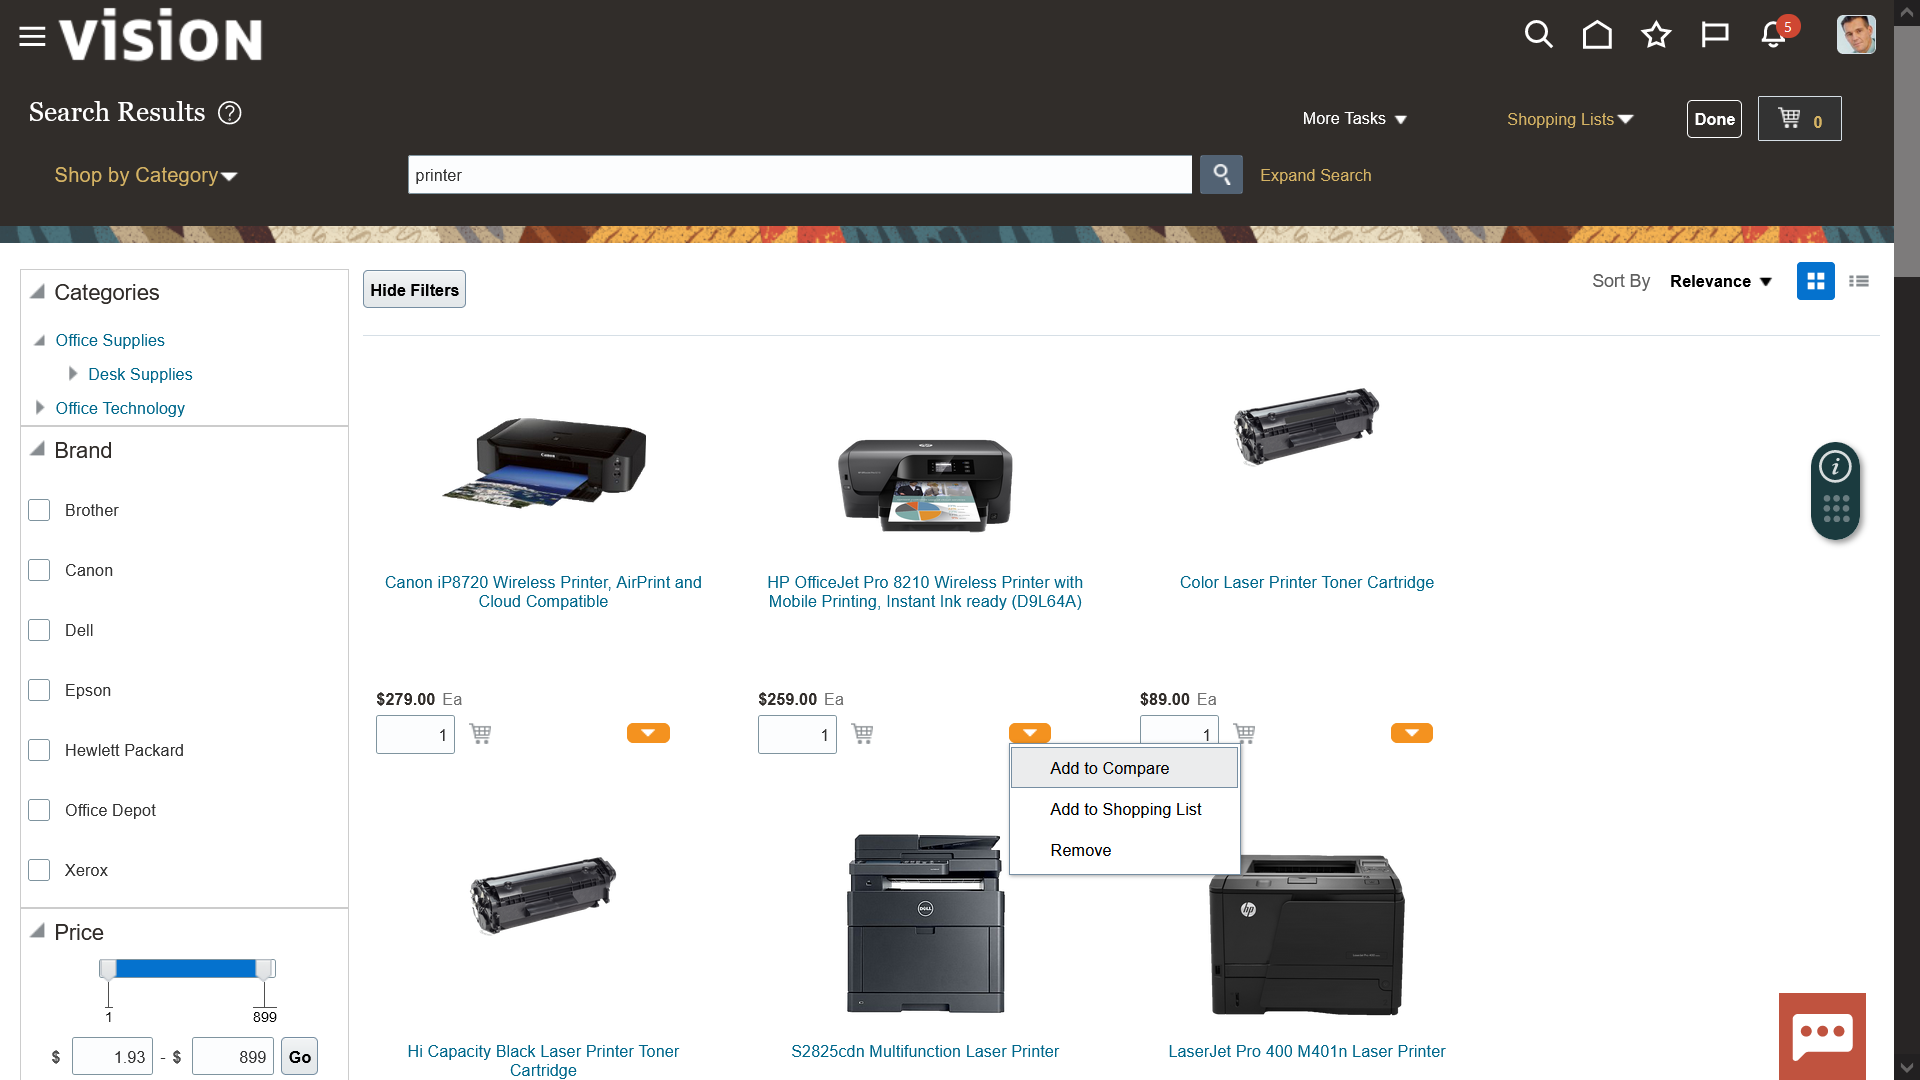 vision
5
Search Results ?
More Tasks
Shopping Lists
Done
0
Shop by Category
printer
Expand Search
Categories
Office Supplies
Desk Supplies
Office Technology
Brand
Brother
Canon
Dell
Epson
Hewlett Packard
Office Depot
Xerox
Price
1
899
$ 1.93 - $ 899 Go
Hide Filters
Sort By Relevance
Canon iP8720 Wireless Printer, AirPrint and
Cloud Compatible
$279.00 Ea
1
HP OfficeJet Pro 8210 Wireless Printer with
Mobile Printing, Instant Ink ready (D9L64A)
$259.00 Ea
1
Color Laser Printer Toner Cartridge
$89.00 Ea
1
Add to Compare
Add to Shopping List
Remove
Hi Capacity Black Laser Printer Toner
Cartridge
DELL
S2825cdn Multifunction Laser Printer
hp
LaserJet Pro 400 M401n Laser Printer
i